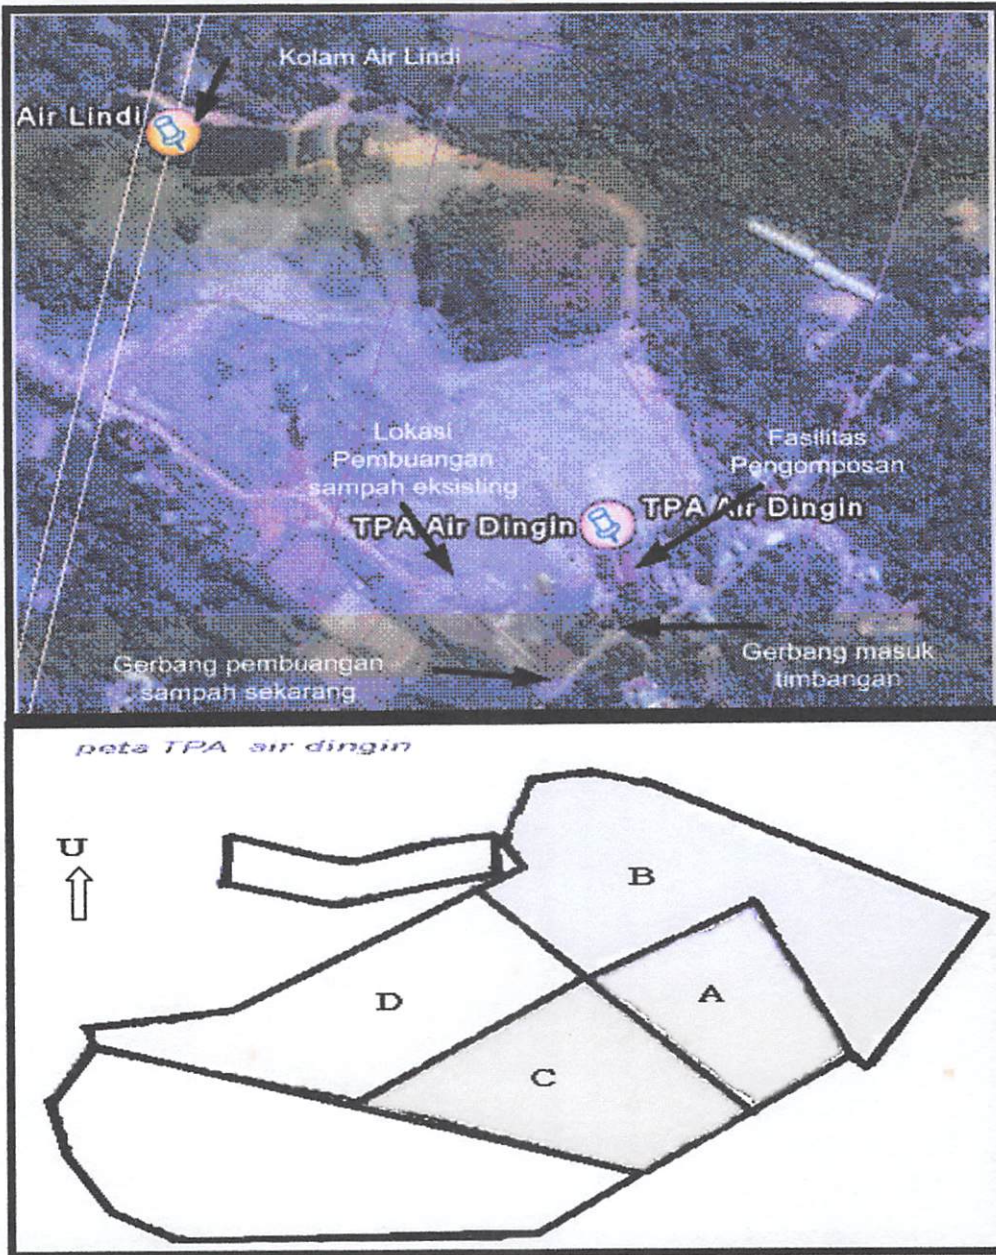 Kolam Air Lindi
Air Lindi
Lokasi
Pembuangan
sampah eksisting
Fasilitas
Pengomposan
TPA Air Dingin
TPA Air Dingin
Gerbang pembuangan
sampah sekarang
Gerbang masuk
timbangan
peta TPA air dingin
U
B
A
D
C